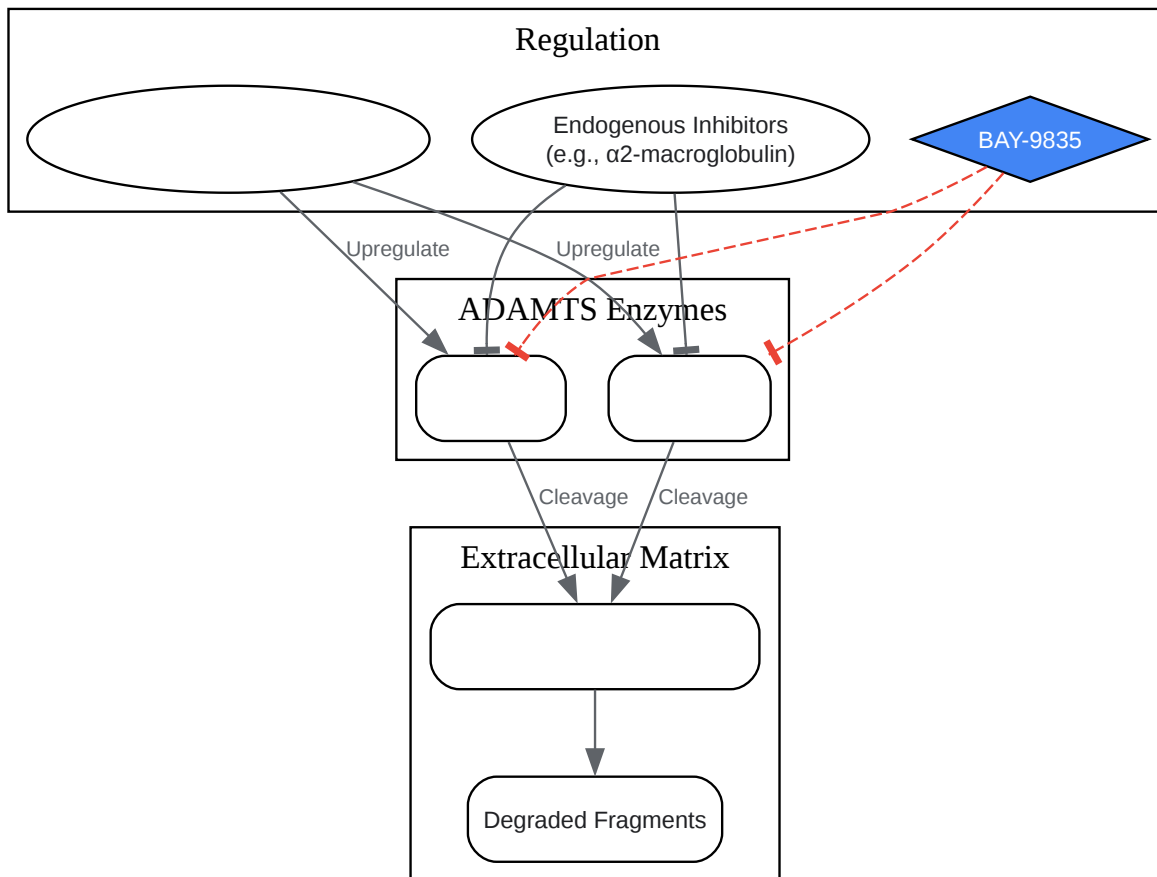 Regulation
Endogenous Inhibitors
(e.g., α2-macroglobulin)
BAY-9835
Upregulate
Upregulate
ADAMTS Enzymes
Cleavage
Cleavage
Extracellular Matrix
Degraded Fragments